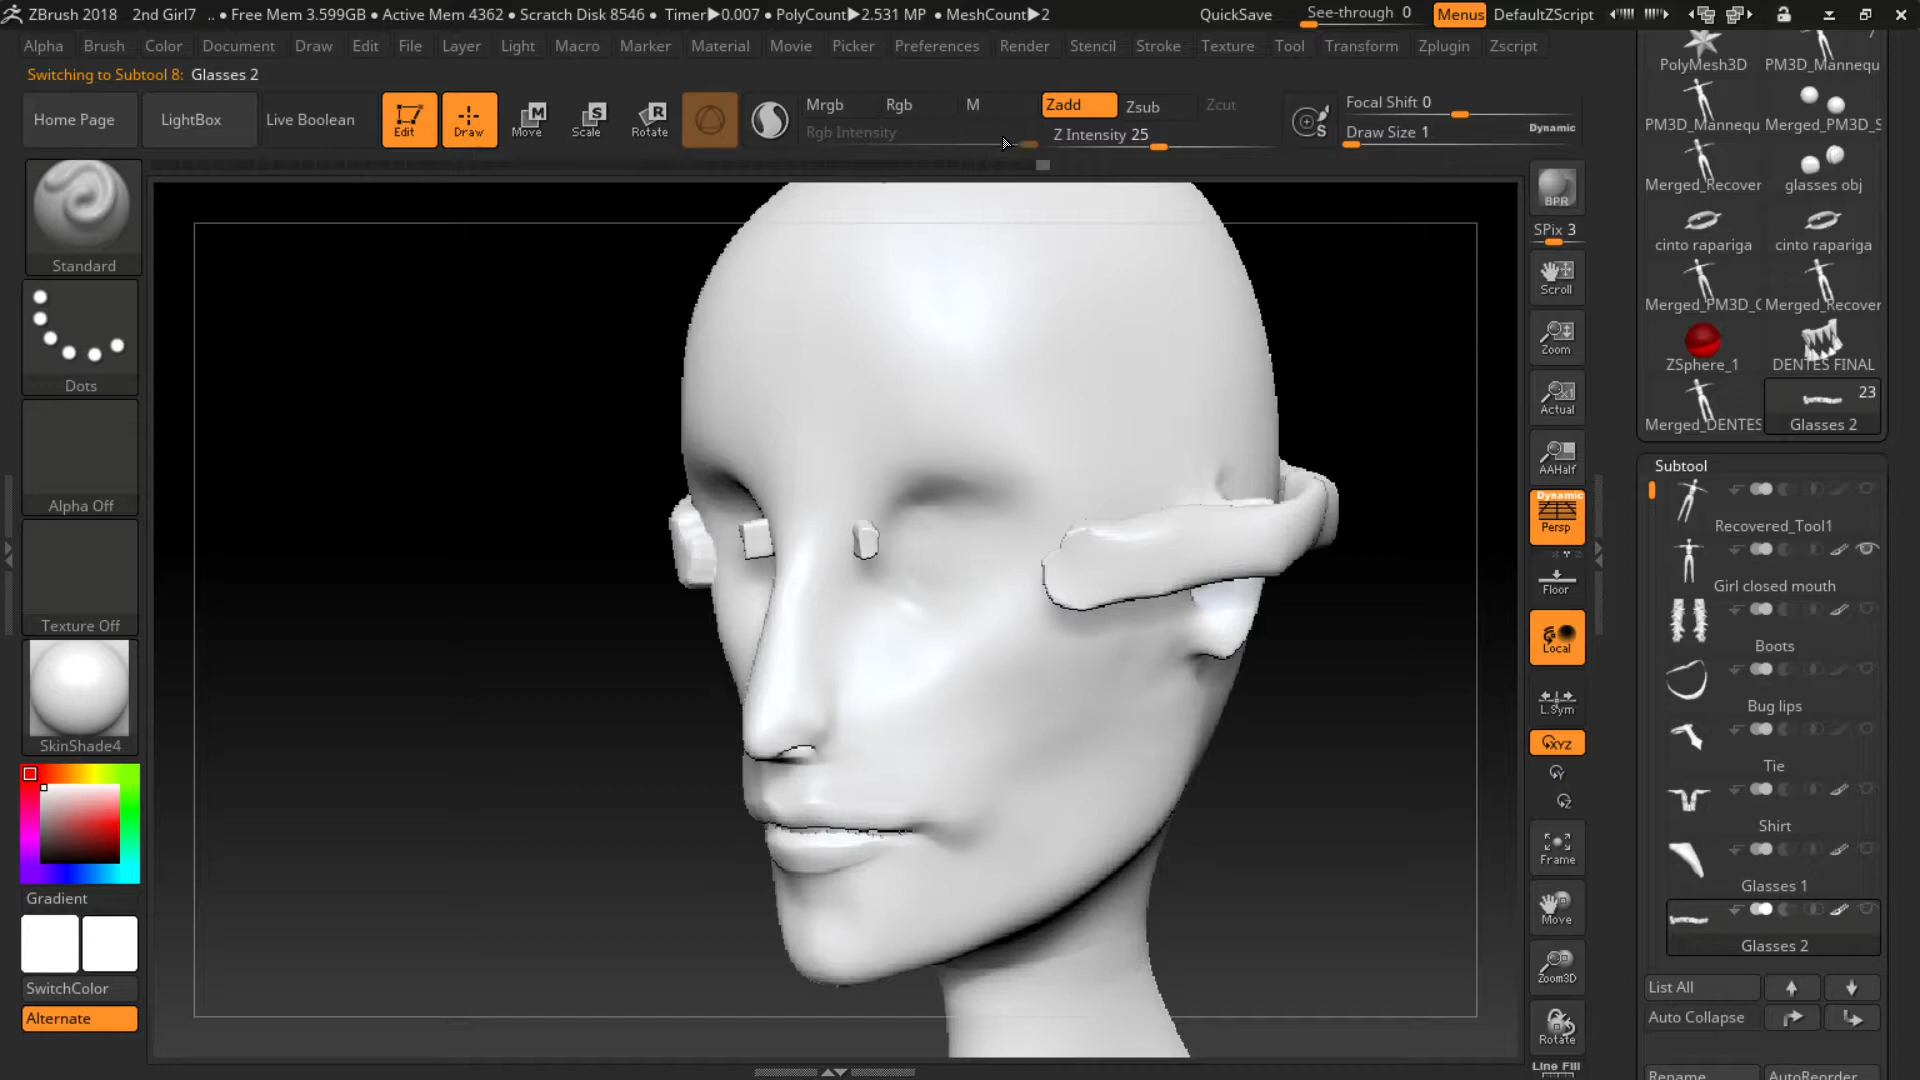 ZBrush 2018 2nd Girl7 .. • Free Mem 3.599GB • Active Mem 4362 • Scratch Disk 8546 • Timer▶0.007 • PolyCount▶2.531 MP • MeshCount▶2 QuickSave See-through 0 Menus DefaultZScript
Alpha Brush Color Document Draw Edit File Layer Light Macro Marker Material Movie Picker Preferences Render Stencil Stroke Texture Tool Transform Zplugin Zscript
Switching to Subtool 8: Glasses 2
Home Page LightBox Live Boolean Edit Draw Move Scale Rotate
Mrgb Rgb M Zadd Zsub Zcut
Rgb Intensity Z Intensity 25
Focal Shift 0
Draw Size 1 Dynamic
Standard
Dots
Alpha Off
Texture Off
SkinShade4
Gradient
SwitchColor
Alternate
BPR
SPix 3
Scroll
Zoom
Actual
AAHalf
Dynamic
Persp
Floor
Local
L.Sym
XYZ
Y
Z
Frame
Move
Zoom3D
Rotate
Line Fill
7
PolyMesh3D PM3D_Mannequ
PM3D_Mannequ Merged_PM3D_S
Merged_Recover glasses obj
cinto rapariga cinto rapariga
Merged_PM3D_C Merged_Recover
ZSphere_1 DENTES FINAL
23
Merged_DENTES Glasses 2
Subtool
Recovered_Tool1
Girl closed mouth
Boots
Bug lips
Tie
Shirt
Glasses 1
Glasses 2
List All
Auto Collapse
Rename AutoReorder